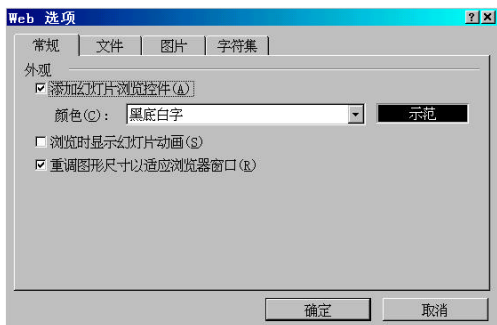 Web 选项
常规 文件 图片 字符集
外观
添加幻灯片浏览控件(A)
颜色(C): 黑底白字 示范
浏览时显示幻灯片动画(S)
重调图形尺寸以适应浏览器窗口(R)
确定 取消